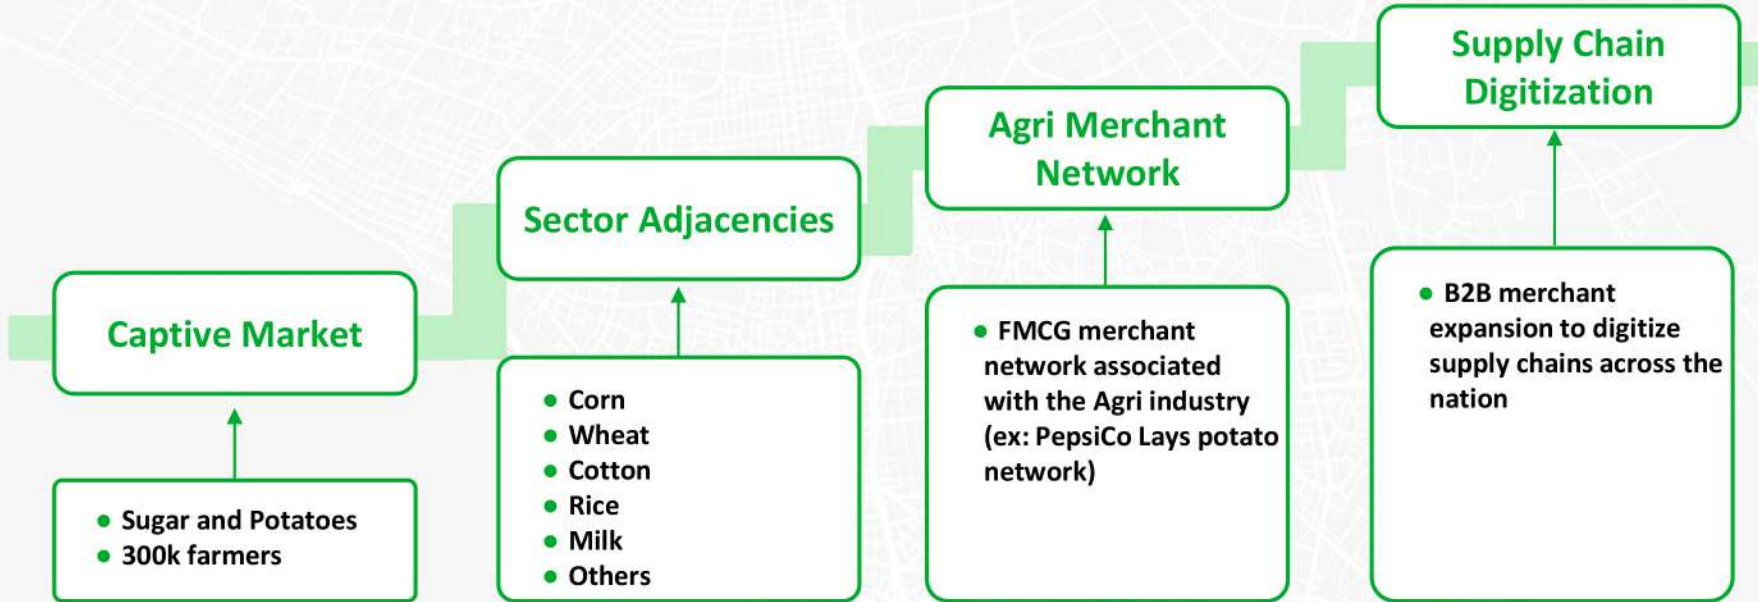 Captive Market
● Sugar and Potatoes
● 300k farmers
Sector Adjacencies
● Corn
● Wheat
● Cotton
● Rice
● Milk
● Others
Agri Merchant
Network
● FMCG merchant
network associated
with the Agri industry
(ex: PepsiCo Lays potato
network)
Supply Chain
Digitization
● B2B merchant
expansion to digitize
supply chains across the
nation